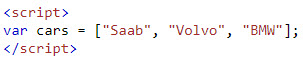 <script>
var cars = ["Saab", "Volvo", "BMW"];
</script>